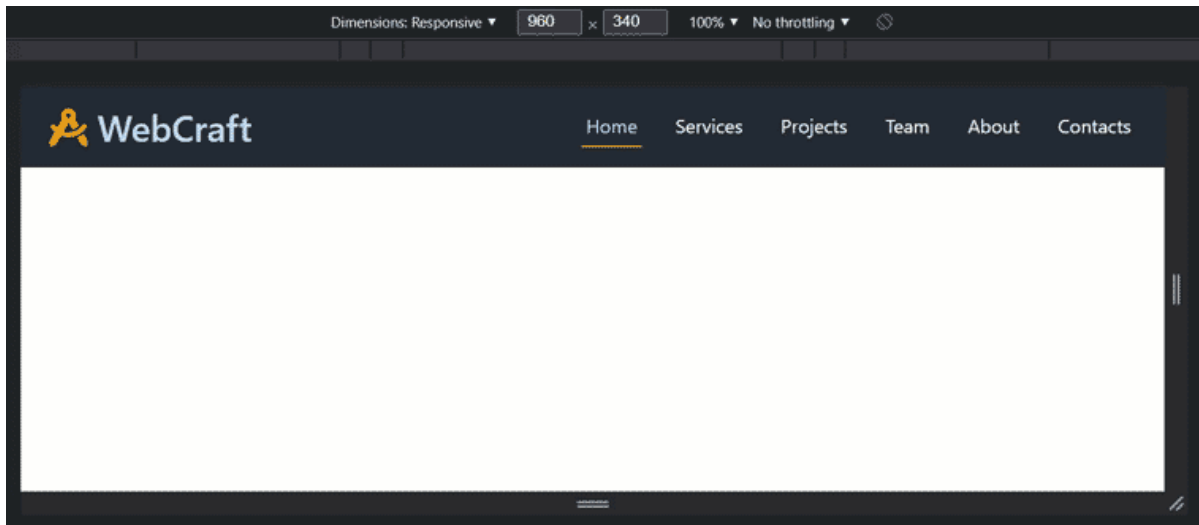 Dimensions: Responsive ▼ 960 × 340 100% ▼ No throttling ▼
WebCraft Home Services Projects Team About Contacts